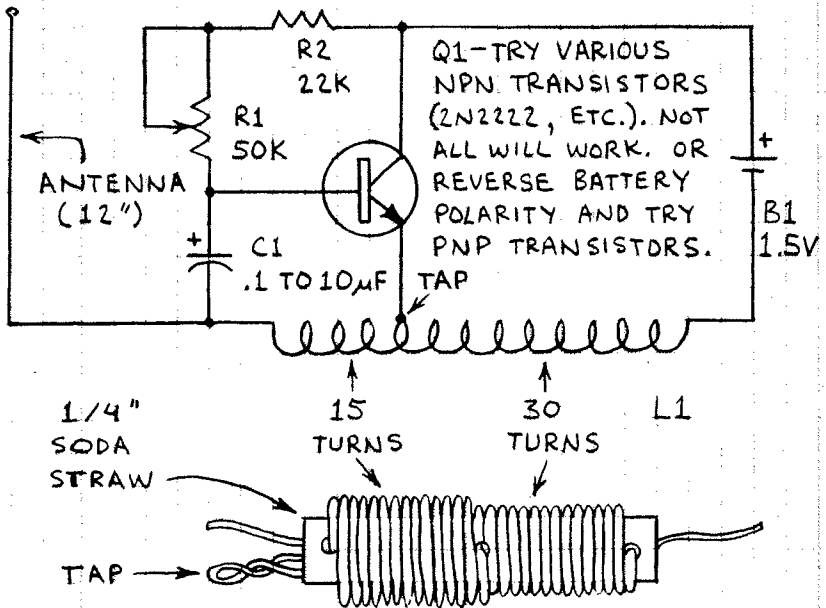 R2
22K
R1
50K
Q1-TRY VARIOUS
NPN TRANSISTORS
(2N2222, ETC.). NOT
ALL WILL WORK. OR
REVERSE BATTERY
POLARITY AND TRY
PNP TRANSISTORS.
+
B1
1.5V
ANTENNA
(12")
+
C1
.1 TO 10µF
TAP
15
TURNS
30
TURNS
L1
1/4"
SODA
STRAW
TAP